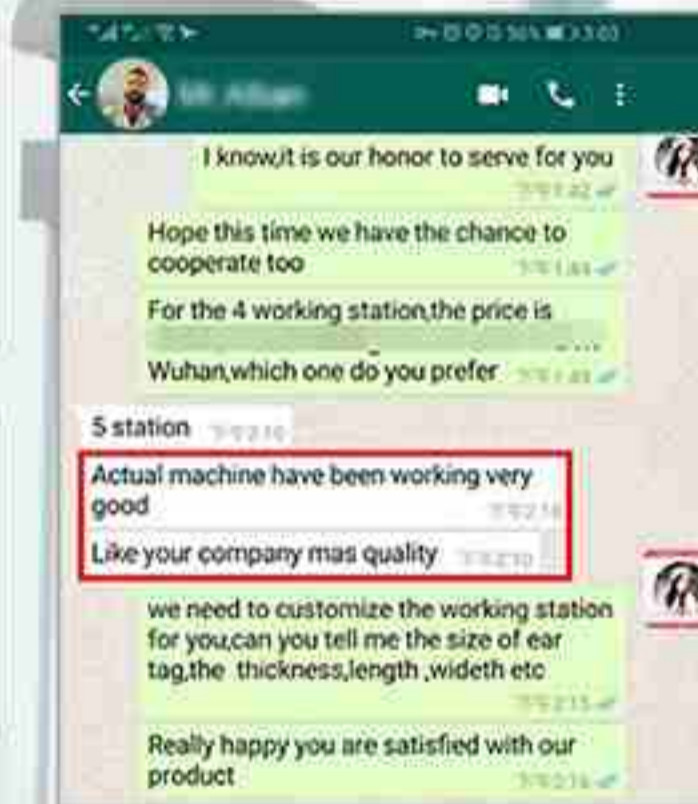 I know,it is our honor to serve for you
Hope this time we have the chance to
cooperate too
For the 4 working station,the price is
Wuhan,which one do you prefer
5 station
Actual machine have been working very
good
Like your company mas quality
we need to customize the working station
for you,can you tell me the size of ear
tag,the thickness,length ,wideth etc
Really happy you are satisfied with our
product